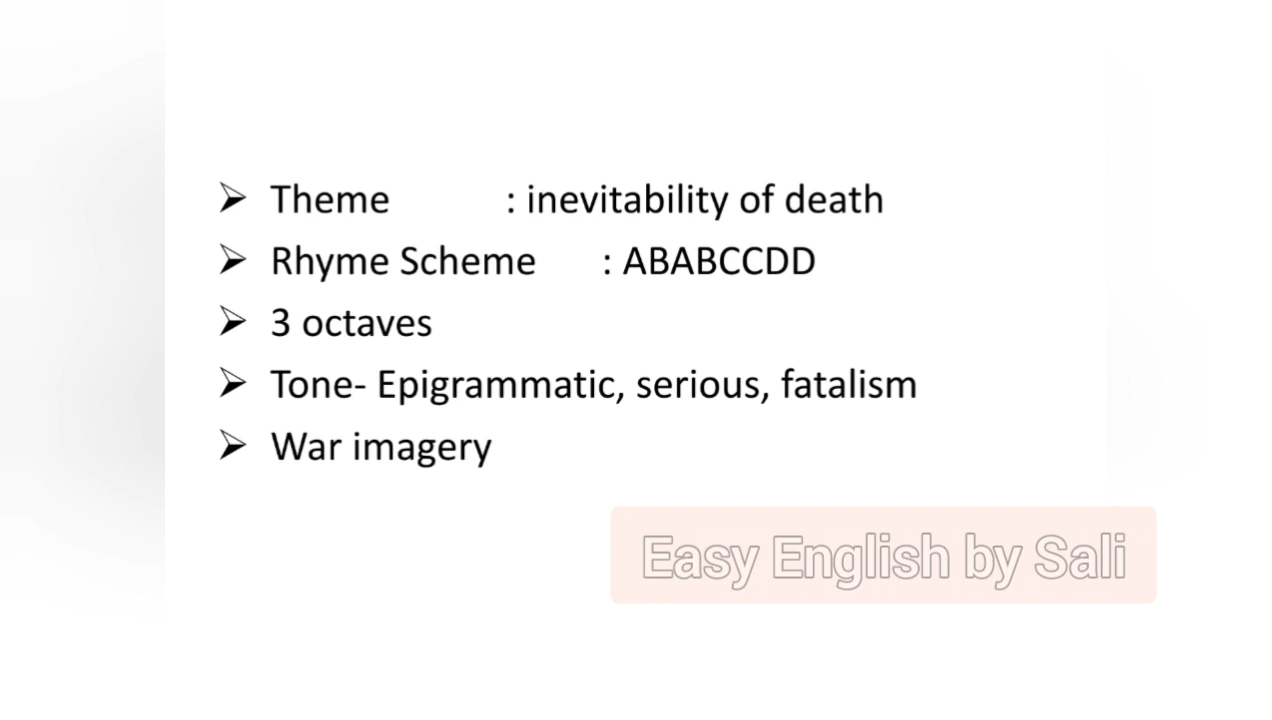 ➢ Theme : inevitability of death
➢ Rhyme Scheme : ABABCCDD
➢ 3 octaves
➢ Tone- Epigrammatic, serious, fatalism
➢ War imagery
Easy English by Sali